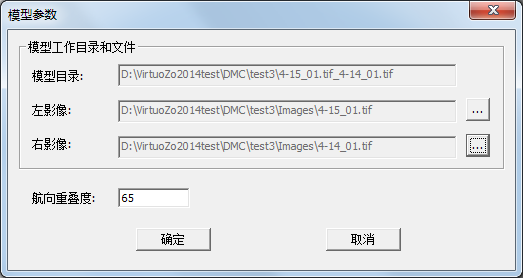 模型参数
模型工作目录和文件
模型目录: D:\VirtuoZo2014test\DMC\test3\4-15_01.tif_4-14_01.tif
左影像: D:\VirtuoZo2014test\DMC\test3\Images\4-15_01.tif ...
右影像: D:\VirtuoZo2014test\DMC\test3\Images\4-14_01.tif ...
航向重叠度: 65
确定 取消